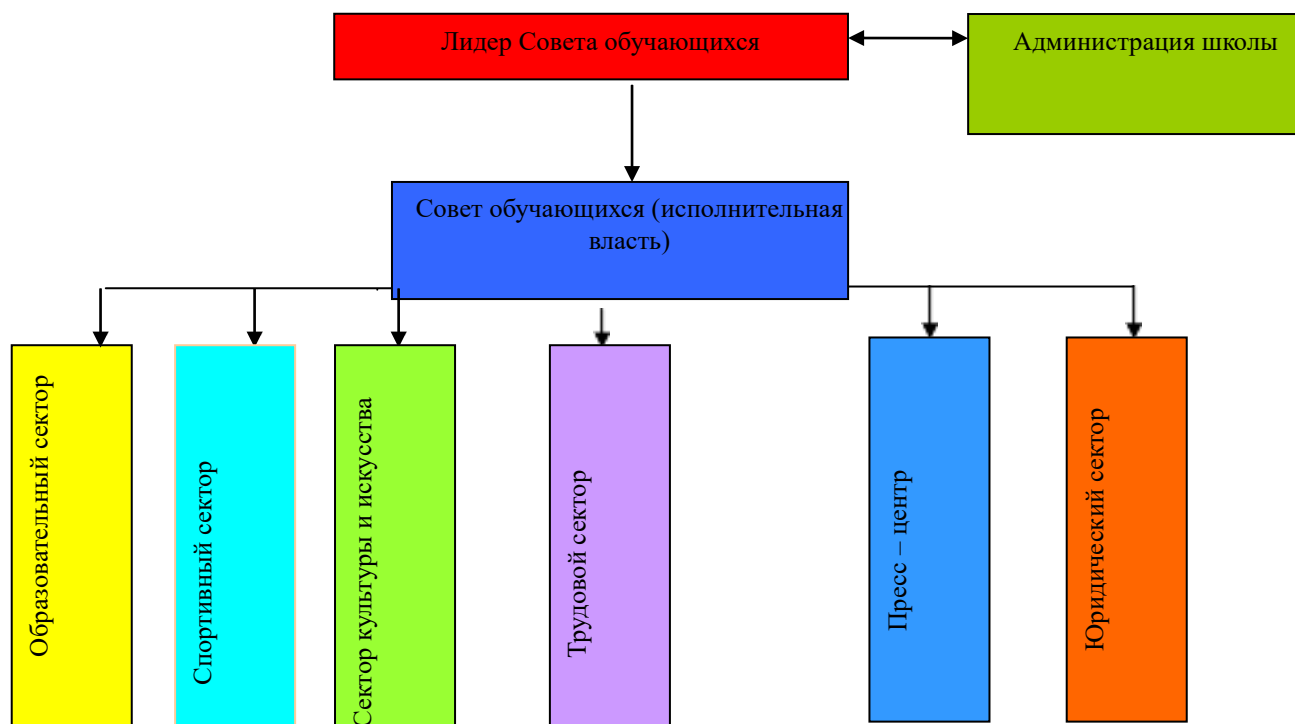 Лидер Совета обучающихся
Администрация школы
Совет обучающихся (исполнительная
власть)
Образовательный сектор
Спортивный сектор
Сектор культуры и искусства
Трудовой сектор
Пресс – центр
Юридический сектор